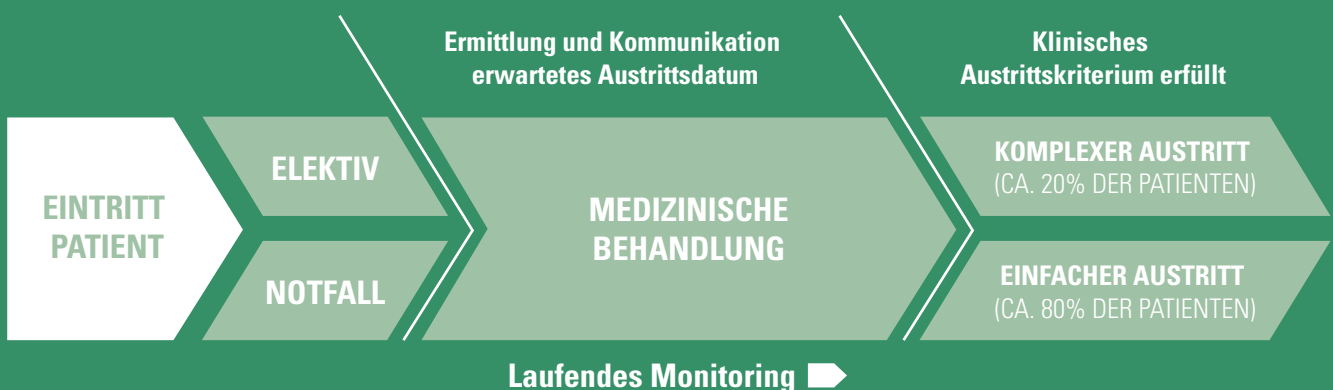 Ermittlung und Kommunikation
erwartetes Austrittsdatum
Klinisches
Austrittskriterium erfüllt
EINTRITT
PATIENT
ELEKTIV
NOTFALL
MEDIZINISCHE
BEHANDLUNG
KOMPLEXER AUSTRITT
(CA. 20% DER PATIENTEN)
EINFACHER AUSTRITT
(CA. 80% DER PATIENTEN)
Laufendes Monitoring